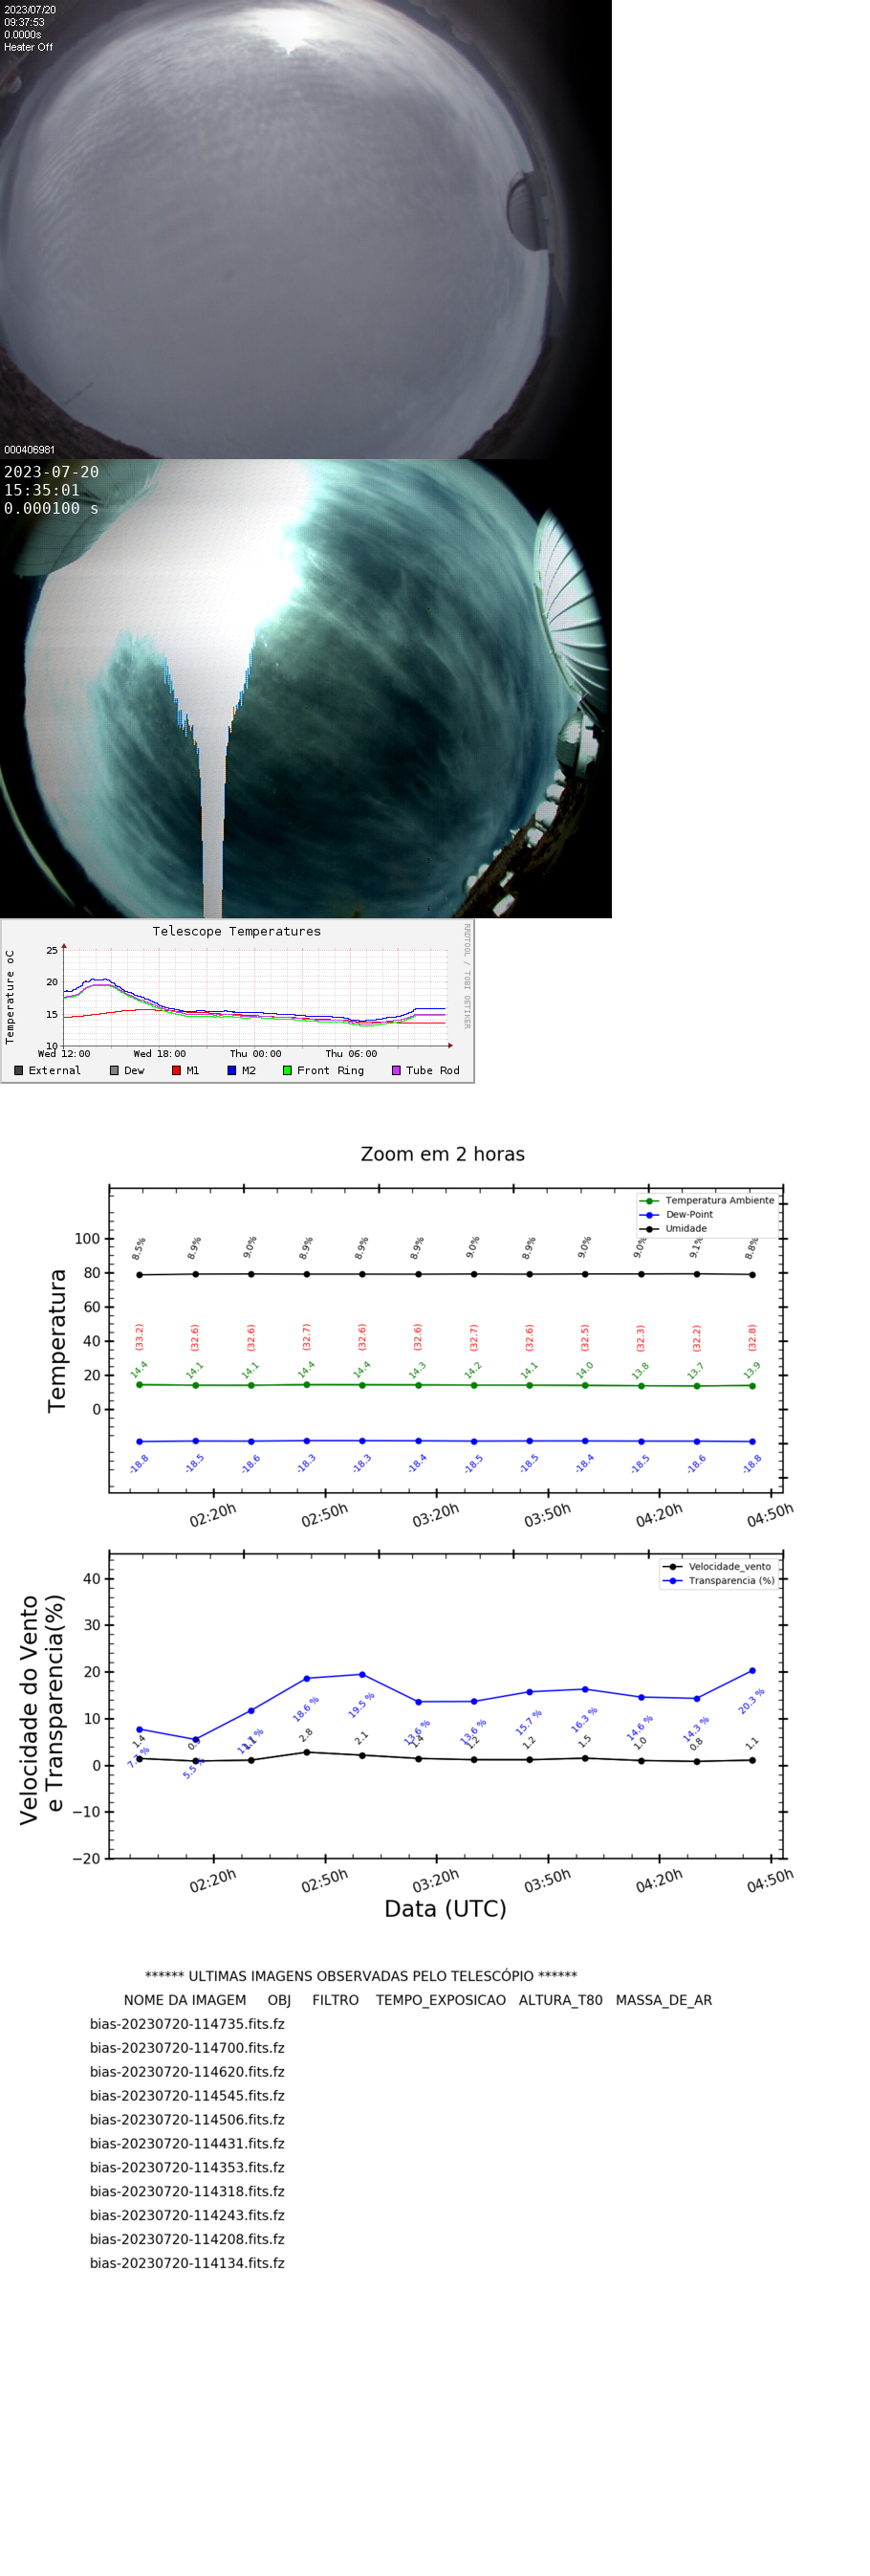 2023/07/20
09:37:53
0.0000s
Heater Off
000406981
2023-07-20
15:35:01
0.000100 s
Telescope Temperatures
RRDTOOL / TOBI OETIKER
Temperature oC
25
20
15
10
Wed 12:00 Wed 18:00 Thu 00:00 Thu 06:00
External Dew M1 M2 Front Ring Tube Rod
Zoom em 2 horas
Temperatura Ambiente
Dew-Point
Umidade
Temperatura
100
80
60
40
20
0
8.5% 8.9% 9.0% 8.9% 8.9% 8.9% 9.0% 8.9% 9.0% 9.0% 9.1% 8.8%
(33.2) (32.6) (32.6) (32.7) (32.6) (32.6) (32.7) (32.6) (32.5) (32.3) (32.2) (32.8)
14.4 14.1 14.1 14.4 14.4 14.3 14.2 14.1 14.0 13.8 13.7 13.9
-18.8 -18.5 -18.6 -18.3 -18.3 -18.4 -18.5 -18.5 -18.4 -18.5 -18.6 -18.8
02:20h 02:50h 03:20h 03:50h 04:20h 04:50h
Velocidade_vento
Transparencia (%)
Velocidade do Vento
e Transparencia(%)
40
30
20
10
0
−10
−20
18.6 % 19.5 % 13.6 % 13.6 % 15.7 % 16.3 % 14.6 % 14.3 % 20.3 %
1.4 2.8 2.1 1.4 1.2 1.2 1.5 1.0 0.8 1.1
5.5 %
02:20h 02:50h 03:20h 03:50h 04:20h 04:50h
Data (UTC)
****** ULTIMAS IMAGENS OBSERVADAS PELO TELESCÓPIO ******
NOME DA IMAGEM OBJ FILTRO TEMPO_EXPOSICAO ALTURA_T80 MASSA_DE_AR
bias-20230720-114735.fits.fz
bias-20230720-114700.fits.fz
bias-20230720-114620.fits.fz
bias-20230720-114545.fits.fz
bias-20230720-114506.fits.fz
bias-20230720-114431.fits.fz
bias-20230720-114353.fits.fz
bias-20230720-114318.fits.fz
bias-20230720-114243.fits.fz
bias-20230720-114208.fits.fz
bias-20230720-114134.fits.fz